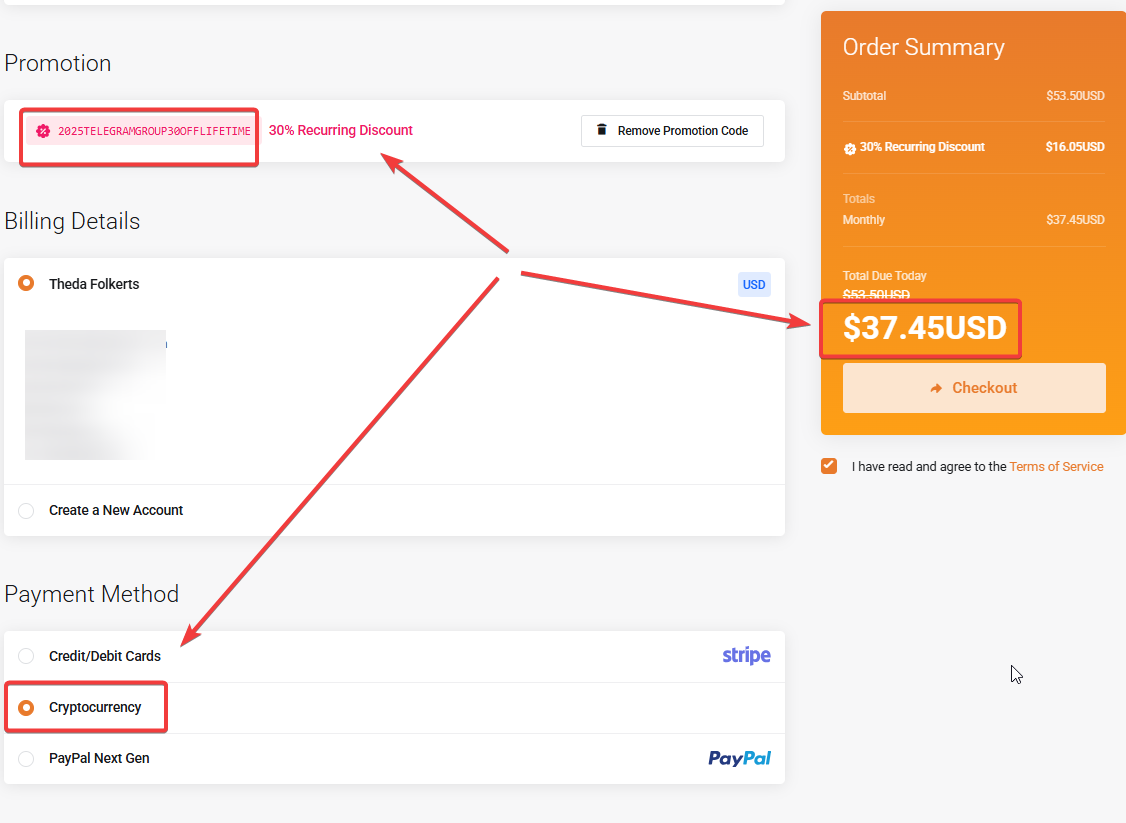 Promotion
2025TELEGRAMGROUP30OFFLIFETIME 30% Recurring Discount
Remove Promotion Code
Billing Details
Theda Folkerts
USD
Create a New Account
Payment Method
Credit/Debit Cards
stripe
Cryptocurrency
PayPal Next Gen
PayPal
Order Summary
Subtotal $53.50USD
30% Recurring Discount $16.05USD
Totals
Monthly $37.45USD
Total Due Today
$53.50USD
$37.45USD
Checkout
I have read and agree to the Terms of Service